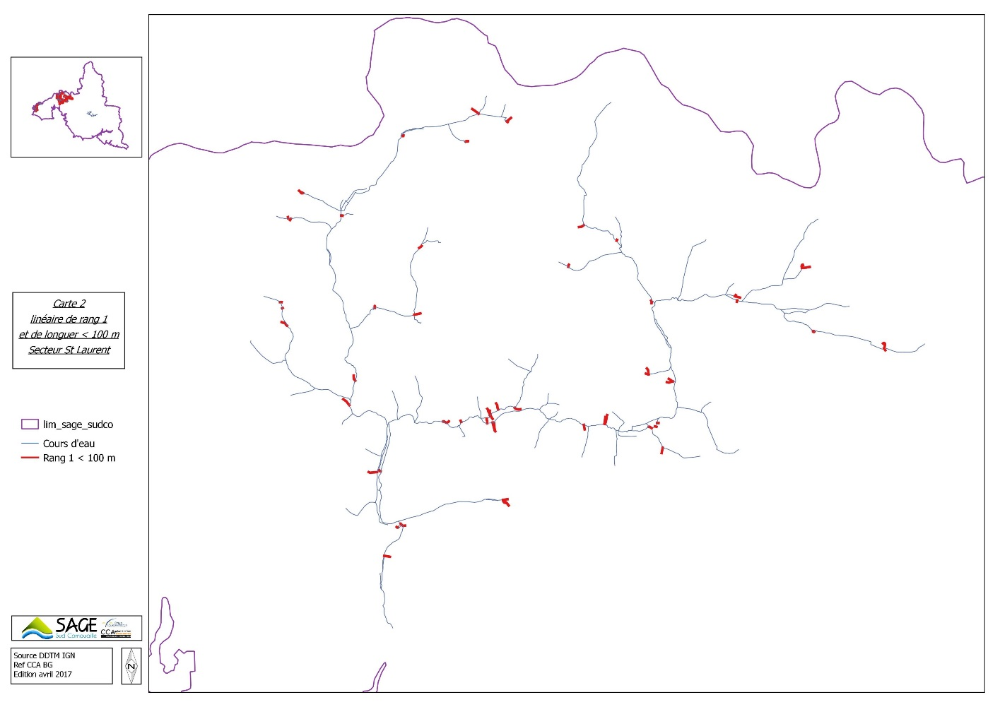 Carte 2
linéaire de rang 1
et de longuer < 100 m
Secteur St Laurent
lim_sage_sudco
Cours d'eau
Rang 1 < 100 m
SAGE
Sud Cornouaille
CCA
Source DDTM IGN
Ref CCA BG
Edition avril 2017
N